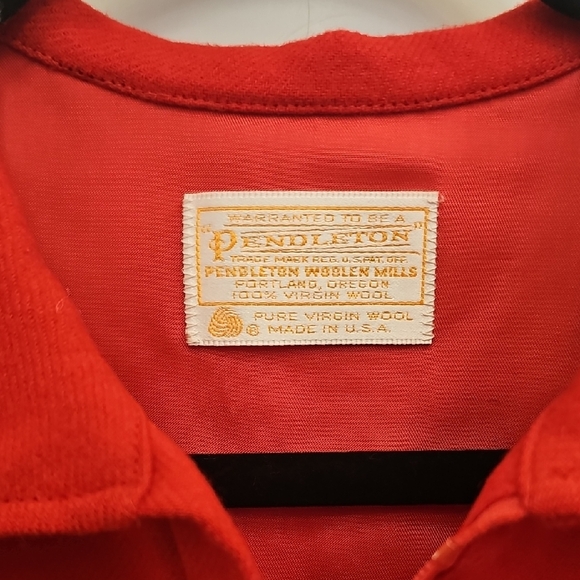 WARRANTED TO BE A
"PENDLETON"
TRADE MARK REG. U.S. PAT. OFF.
PENDLETON WOOLEN MILLS
PORTLAND, OREGON
100% VIRGIN WOOL
PURE VIRGIN WOOL
® MADE IN U.S.A.